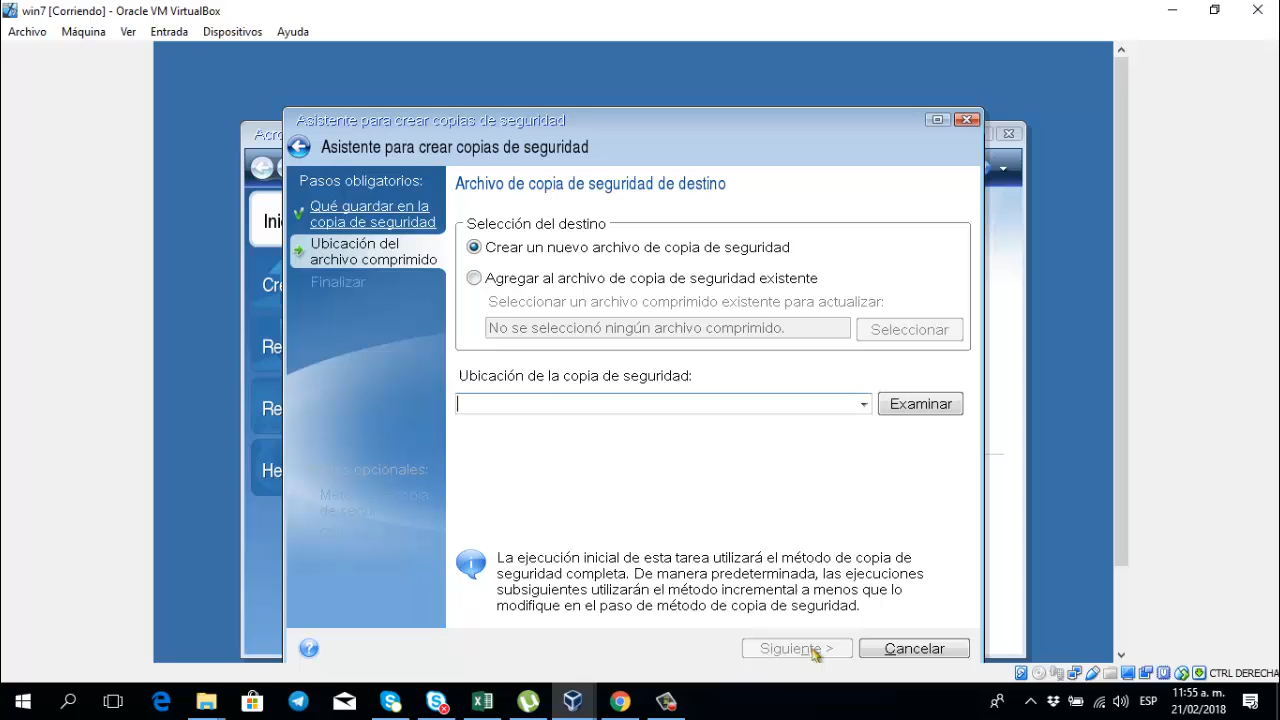 win7 [Corriendo] - Oracle VM VirtualBox
Archivo Máquina Ver Entrada Dispositivos Ayuda
Asistente para crear copias de seguridad
Acro
Asistente para crear copias de seguridad
Pasos obligatorios:
Qué guardar en la
copia de seguridad
Ubicación del
archivo comprimido
Finalizar
Ini
Cre
Re
Re
He
Archivo de copia de seguridad de destino
Selección del destino
Crear un nuevo archivo de copia de seguridad
Agregar al archivo de copia de seguridad existente
Seleccionar un archivo comprimido existente para actualizar:
No se seleccionó ningún archivo comprimido.
Seleccionar
Ubicación de la copia de seguridad:
Examinar
opcionales:
La ejecución inicial de esta tarea utilizará el método de copia de
seguridad completa. De manera predeterminada, las ejecuciones
subsiguientes utilizarán el método incremental a menos que lo
modifique en el paso de método de copia de seguridad.
Siguiente >
Cancelar
CTRL DERECHA
ESP
11:55 a. m.
21/02/2018